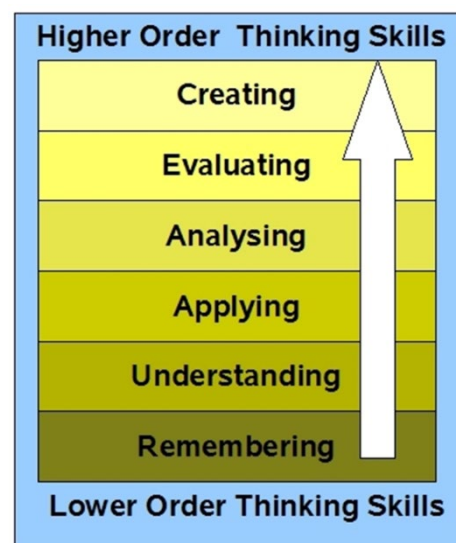 Higher Order Thinking Skills
Creating
Evaluating
Analysing
Applying
Understanding
Remembering
Lower Order Thinking Skills